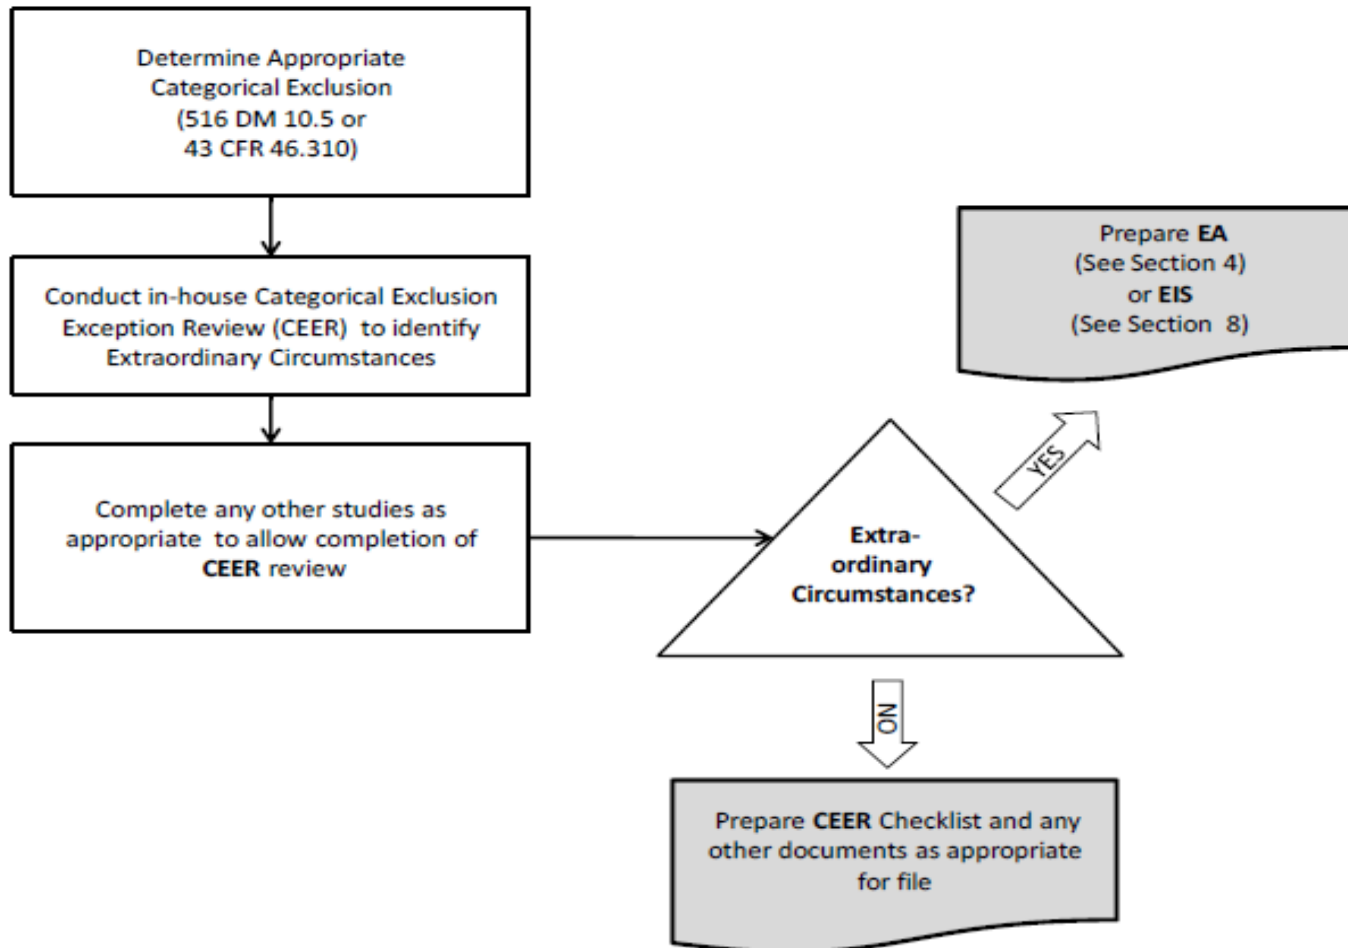 Determine Appropriate
Categorical Exclusion
(516 DM 10.5 or
43 CFR 46.310)
Conduct in-house Categorical Exclusion
Exception Review (CEER) to identify
Extraordinary Circumstances
Complete any other studies as
appropriate to allow completion of
CEER review
Extra-
ordinary
Circumstances?
YES
Prepare EA
(See Section 4)
or EIS
(See Section 8)
NO
Prepare CEER Checklist and any
other documents as appropriate
for file